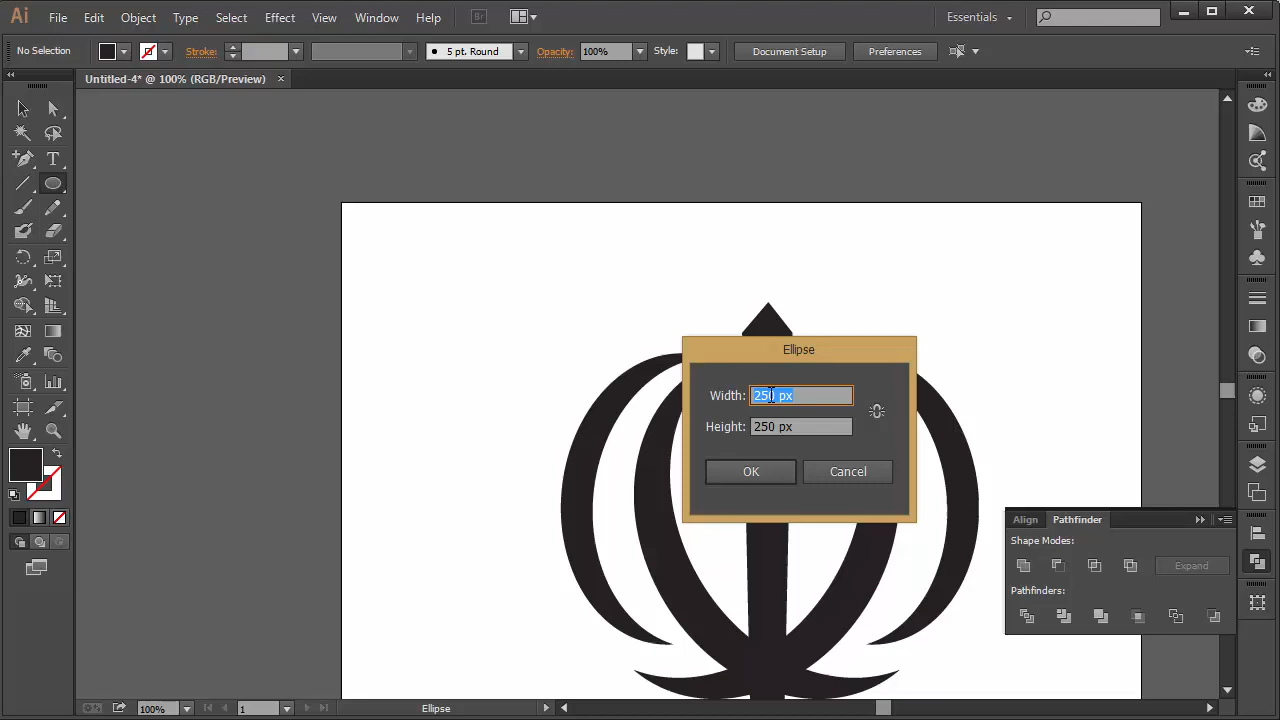 Ai File Edit Object Type Select Effect View Window Help Br Essentials
No Selection Stroke: 5 pt. Round Opacity: 100% Style: Document Setup Preferences
Untitled-4* @ 100% (RGB/Preview) ×
T
Ellipse
Width: 250 px
Height: 250 px
OK Cancel
Align Pathfinder
Shape Modes:
Expand
Pathfinders:
100% 1 Ellipse